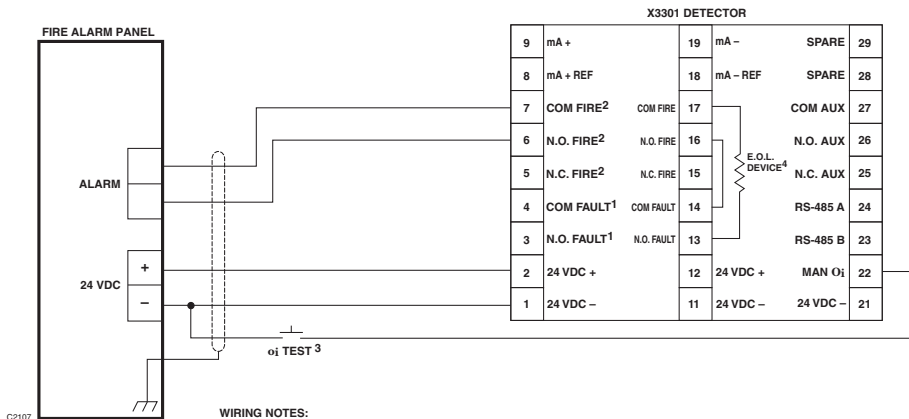 X3301 DETECTOR
FIRE ALARM PANEL
9 mA + 19 mA – SPARE 29
8 mA + REF 18 mA – REF SPARE 28
7 COM FIRE2 COM FIRE 17 COM AUX 27
6 N.O. FIRE2 N.O. FIRE 16 N.O. AUX 26
E.O.L.
DEVICE4
5 N.C. FIRE2 N.C. FIRE 15 N.C. AUX 25
ALARM
4 COM FAULT1 COM FAULT 14 RS-485 A 24
3 N.O. FAULT1 N.O. FAULT 13 RS-485 B 23
+
2 24 VDC + 12 24 VDC + MAN Oi 22
24 VDC
–
1 24 VDC – 11 24 VDC – 24 VDC – 21
oi TEST 3
WIRING NOTES:
C2107